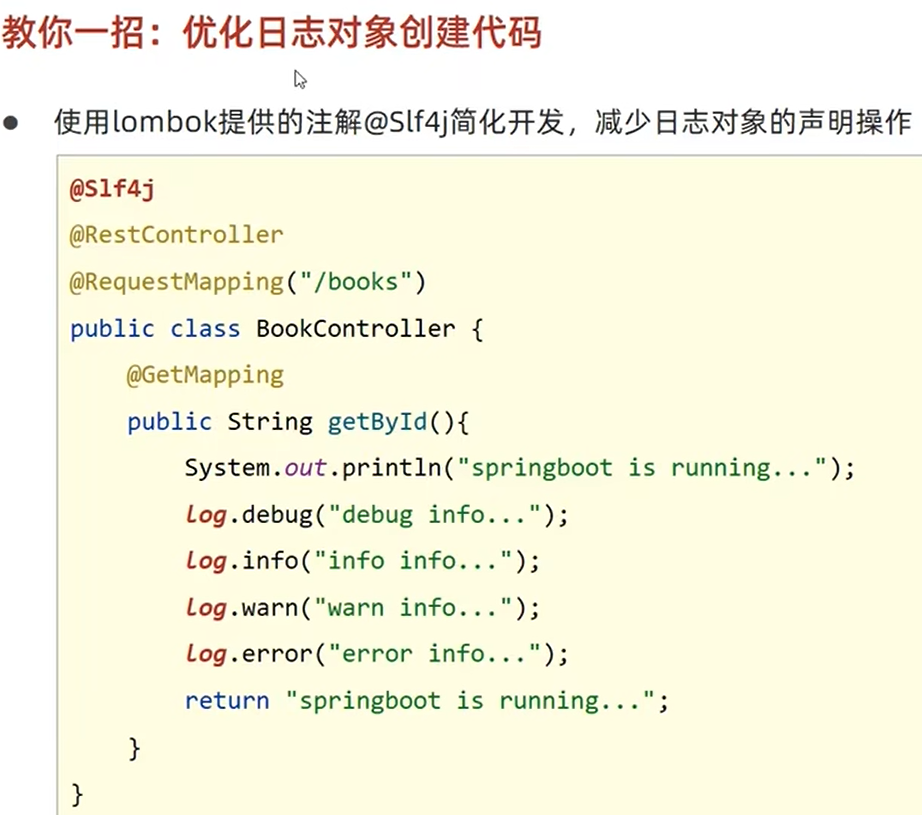 教你一招：优化日志对象创建代码
● 使用lombok提供的注解@Slf4j简化开发，减少日志对象的声明操作
@Slf4j
@RestController
@RequestMapping("/books")
public class BookController {
    @GetMapping
    public String getById(){
        System.out.println("springboot is running...");
        log.debug("debug info...");
        log.info("info info...");
        log.warn("warn info...");
        log.error("error info...");
        return "springboot is running...";
    }
}